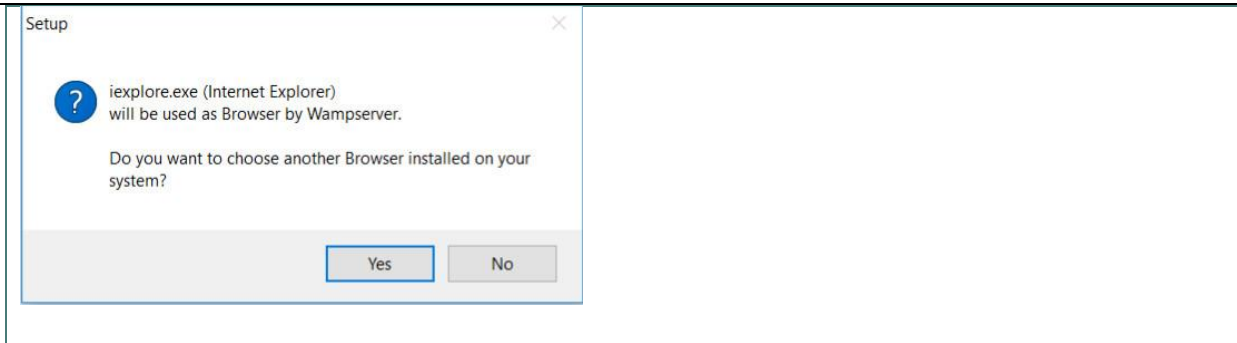 Setup
?
iexplore.exe (Internet Explorer)
will be used as Browser by Wampserver.
Do you want to choose another Browser installed on your
system?
Yes
No